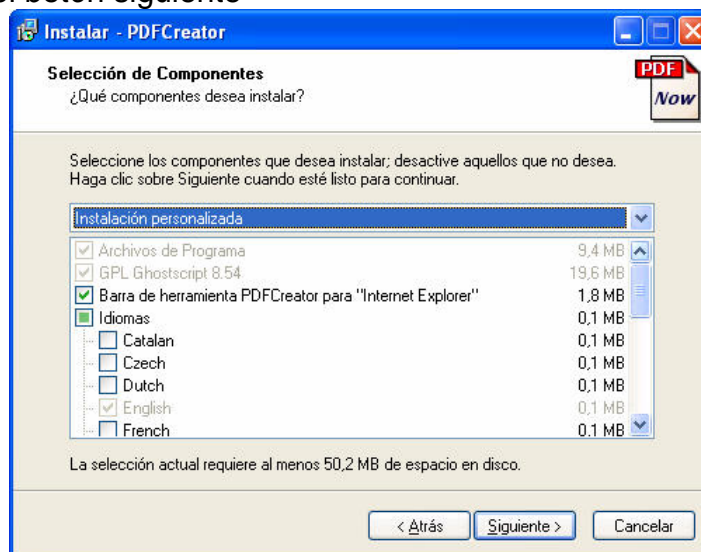 el botón siguiente
Instalar - PDFCreator
Selección de Componentes
¿Qué componentes desea instalar?
PDF
Now
Seleccione los componentes que desea instalar; desactive aquellos que no desea.
Haga clic sobre Siguiente cuando esté listo para continuar.
Instalación personalizada
Archivos de Programa 9,4 MB
GPL Ghostscript 8.54 19,6 MB
Barra de herramienta PDFCreator para "Internet Explorer" 1,8 MB
Idiomas 0,1 MB
Catalan 0,1 MB
Czech 0,1 MB
Dutch 0,1 MB
English 0,1 MB
French 0,1 MB
La selección actual requiere al menos 50,2 MB de espacio en disco.
< Atrás Siguiente > Cancelar